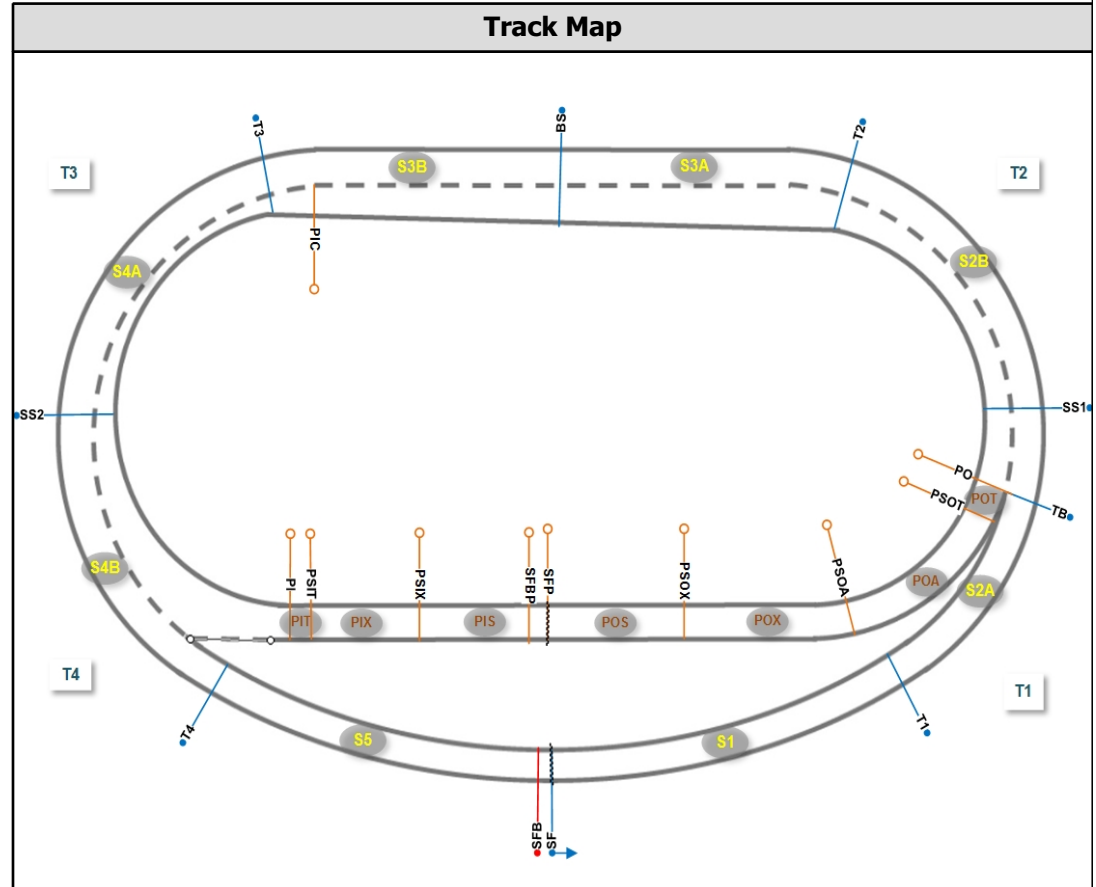 Track Map
T3
BS
T2
T3
S3B
S3A
T2
PIC
S4A
S2B
SS2
SS1
PO
PSOT
POT
TB
PI
PSIT
PSIX
SFBP
SFP
PSOX
PSOA
S4B
POA
S2A
PIT
PIX
PIS
POS
POX
T4
T1
T4
S5
S1
T1
SFB
SF